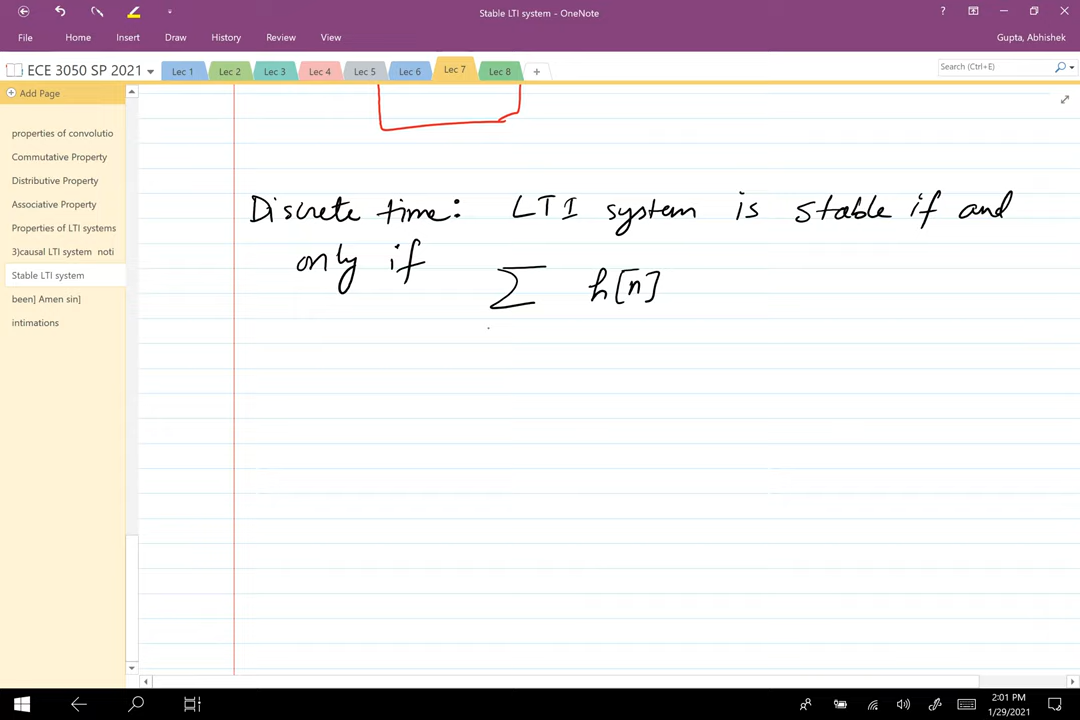 Stable LTI system - OneNote
?
File Home Insert Draw History Review View
Gupta, Abhishek
ECE 3050 SP 2021
Lec 1 Lec 2 Lec 3 Lec 4 Lec 5 Lec 6 Lec 7 Lec 8 +
Search (Ctrl+E)
Add Page
properties of convolutio
Commutative Property
Distributive Property
Associative Property
Properties of LTI systems
3)causal LTI system noti
Stable LTI system
been] Amen sin]
intimations
Discrete time: LTI system is stable if and
only if
∑ h[n]
2:01 PM
1/29/2021